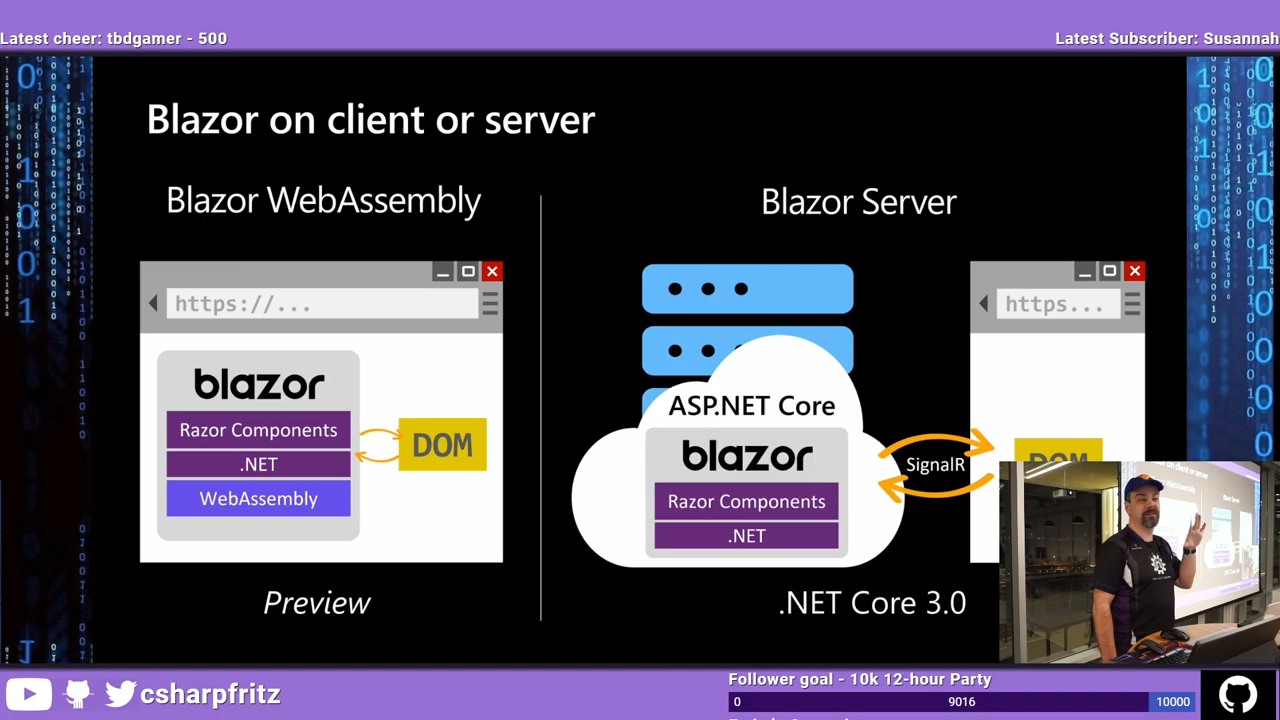 Latest cheer: tbdgamer - 500
Latest Subscriber: Susannah
Blazor on client or server
Blazor WebAssembly
Blazor Server
https://...
https...
blazor
Razor Components
.NET
WebAssembly
DOM
ASP.NET Core
blazor
Razor Components
.NET
SignalR
DOM
Preview
.NET Core 3.0
csharpfritz
Follower goal - 10k 12-hour Party
0
9016
10000